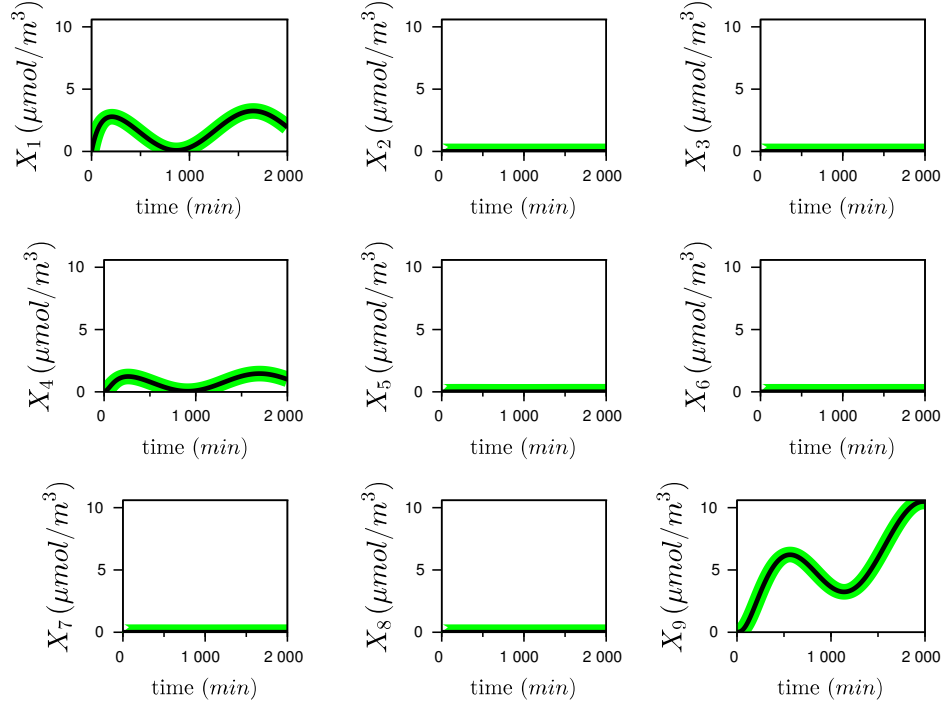 X₁ (μmol/m³)
10
5
0
0 1 000 2 000
time (min)
X₂ (μmol/m³)
10
5
0
0 1 000 2 000
time (min)
X₃ (μmol/m³)
10
5
0
0 1 000 2 000
time (min)
X₄ (μmol/m³)
10
5
0
0 1 000 2 000
time (min)
X₅ (μmol/m³)
10
5
0
0 1 000 2 000
time (min)
X₆ (μmol/m³)
10
5
0
0 1 000 2 000
time (min)
X₇ (μmol/m³)
10
5
0
0 1 000 2 000
time (min)
X₈ (μmol/m³)
10
5
0
0 1 000 2 000
time (min)
X₉ (μmol/m³)
10
5
0
0 1 000 2 000
time (min)